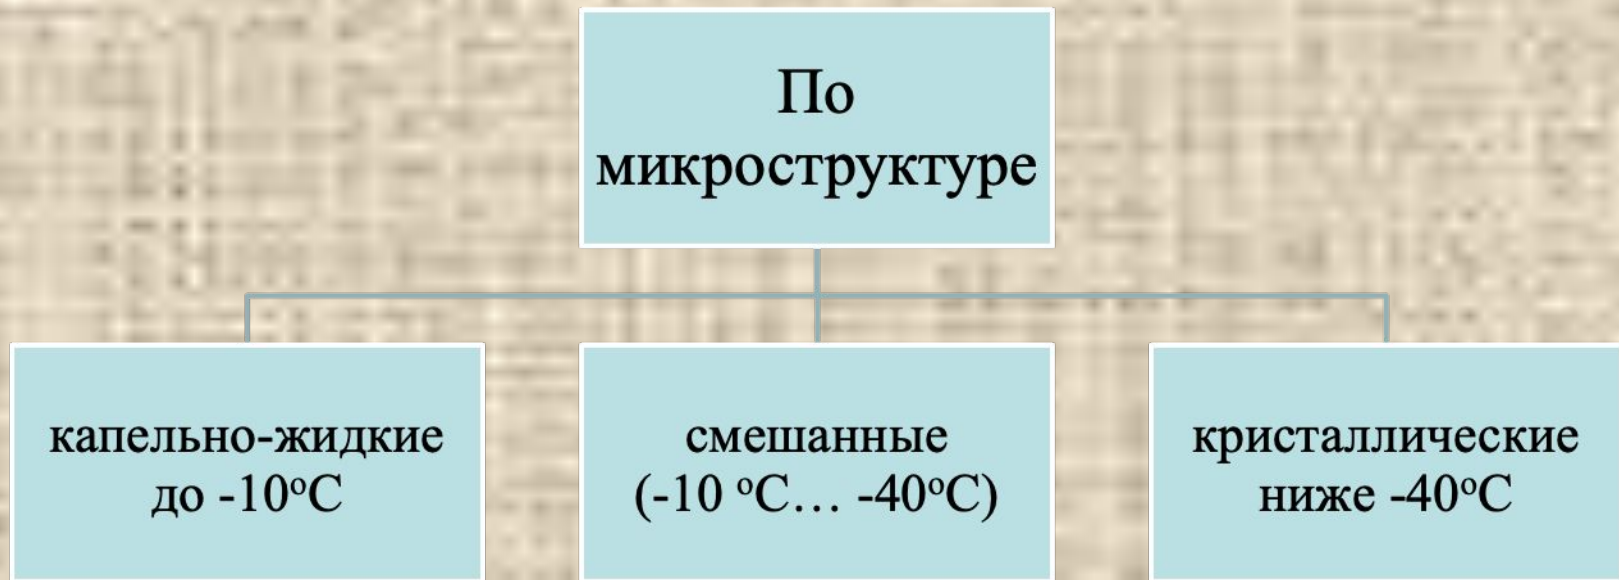 По
микроструктуре
капельно-жидкие
до -10°C
смешанные
(-10 °C… -40°C)
кристаллические
ниже -40°C